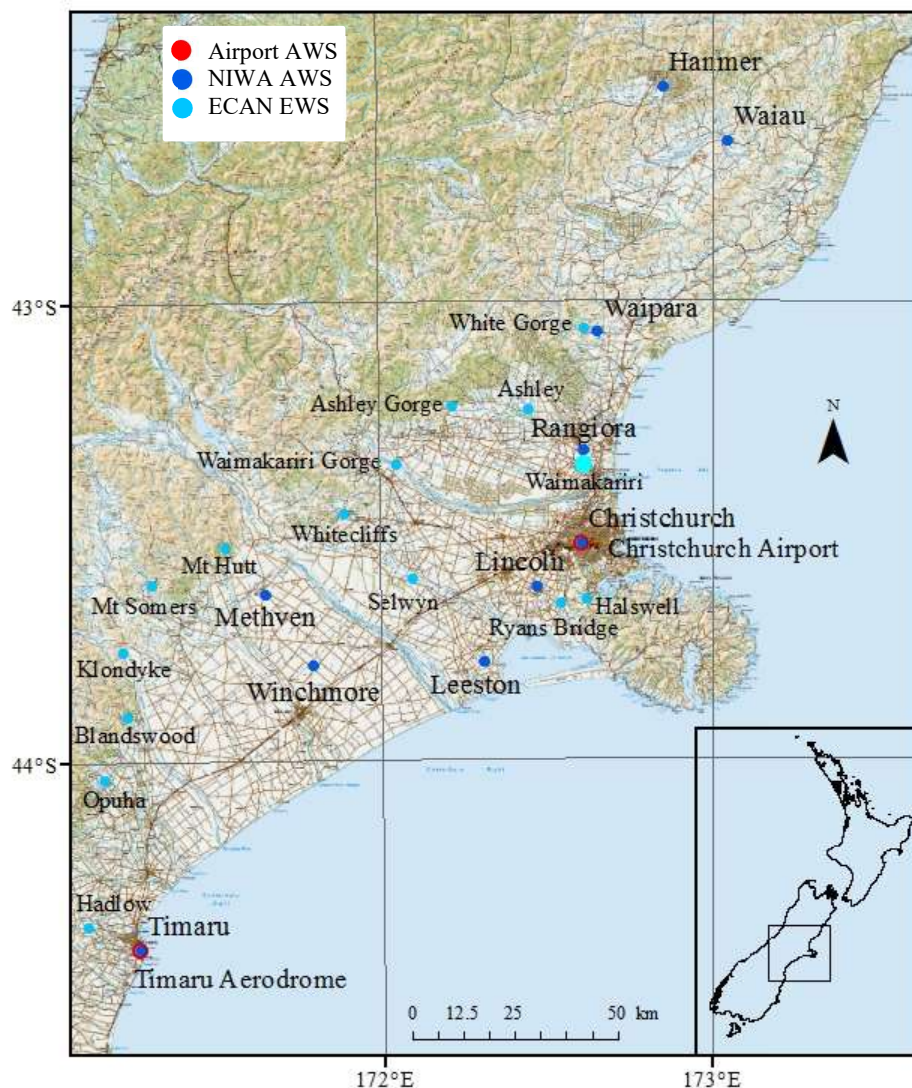 Airport AWS
NIWA AWS
ECAN EWS
Hanmer
Waiau
43°S
Waipara
White Gorge
Ashley
Ashley Gorge
N
Rangiora
Waimakariri Gorge
Waimakariri
Whitecliffs
Christchurch
Christchurch Airport
Mt Hutt
Lincoln
Mt Somers
Selwyn
Halswell
Methven
Ryans Bridge
Klondyke
Winchmore
Leeston
Blandswood
44°S
Opuha
Hadlow
Timaru
Timaru Aerodrome
0 12.5 25 50 km
172°E
173°E